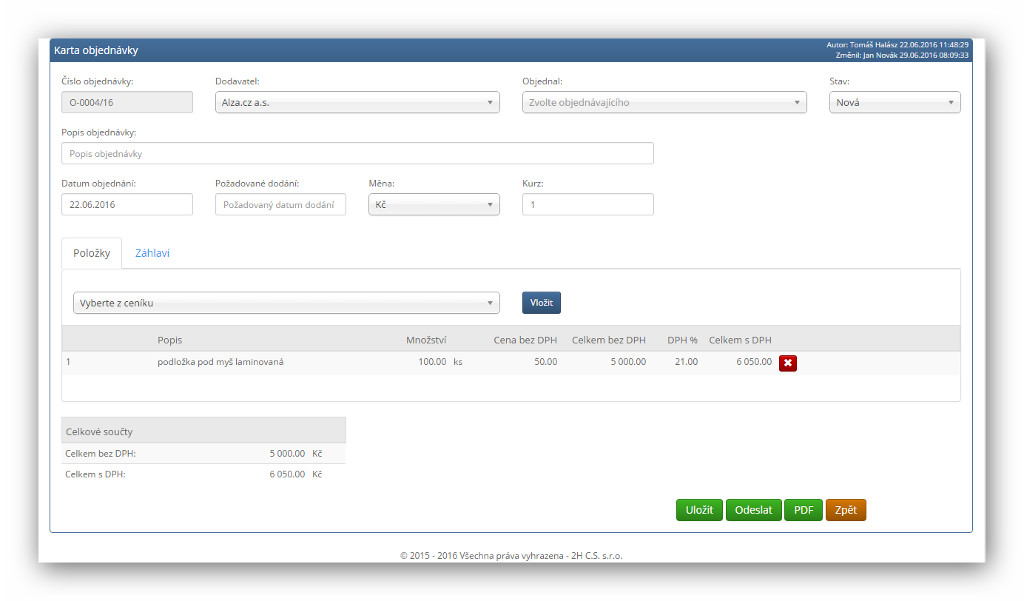 Karta objednávky
Autor: Tomáš Halász 22.06.2016 11:48:29
Změnil: Jan Novák 29.06.2016 08:09:33
Číslo objednávky: Dodavatel: Objednal: Stav:
O-0004/16 Alza.cz a.s. Zvolte objednávajícího Nová
Popis objednávky:
Popis objednávky
Datum objednání: Požadované dodání: Měna: Kurz:
22.06.2016 Požadovaný datum dodání Kč 1
Položky Záhlaví
Vyberte z ceníku Vložit
Popis Množství Cena bez DPH Celkem bez DPH DPH % Celkem s DPH
1 podložka pod myš laminovaná 100.00 ks 50.00 5 000.00 21.00 6 050.00
Celkové součty
Celkem bez DPH: 5 000.00 Kč
Celkem s DPH: 6 050.00 Kč
Uložit Odeslat PDF Zpět
© 2015 - 2016 Všechna práva vyhrazena - 2H C.S. s.r.o.